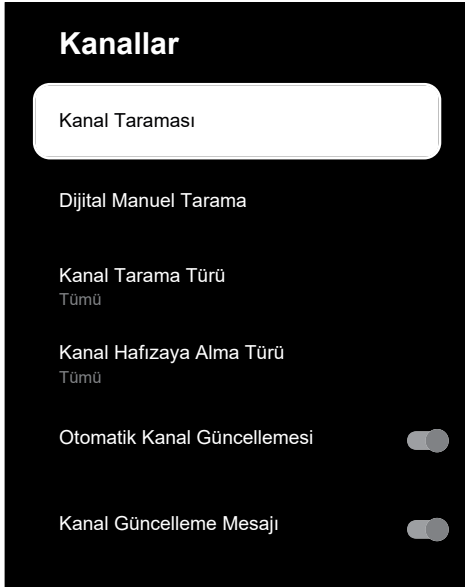 Kanallar
Kanal Taraması
Dijital Manuel Tarama
Kanal Tarama Türü
Tümü
Kanal Hafızaya Alma Türü
Tümü
Otomatik Kanal Güncellemesi
Kanal Güncelleme Mesajı